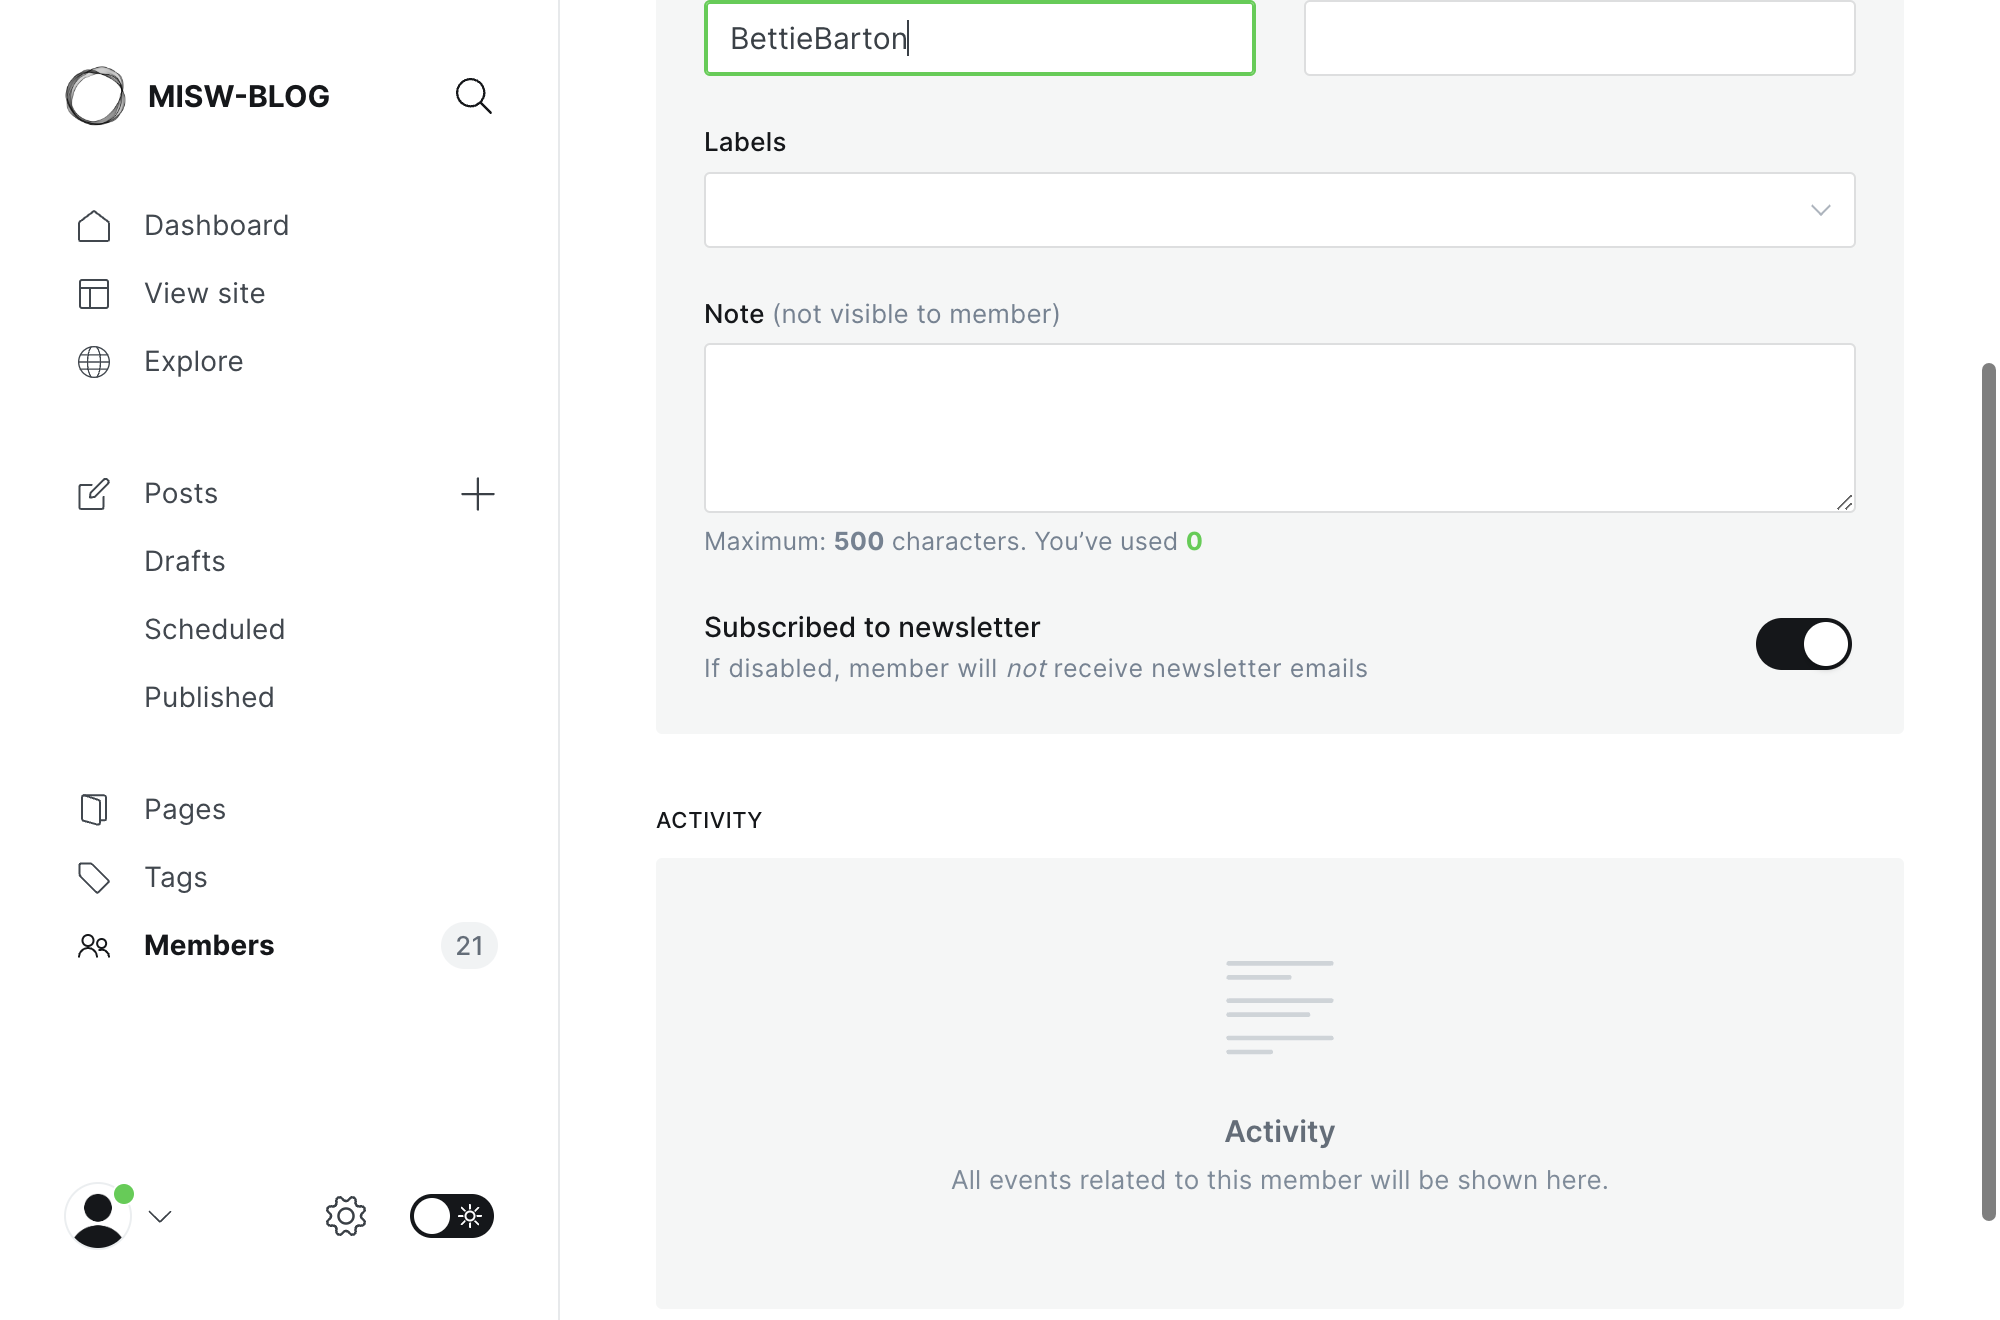 BettieBarton
MISW-BLOG
Labels
Dashboard
View site
Note (not visible to member)
Explore
Posts
Maximum: 500 characters. You’ve used 0
Drafts
Scheduled
Subscribed to newsletter
If disabled, member will not receive newsletter emails
Published
Pages
ACTIVITY
Tags
Members
21
Activity
All events related to this member will be shown here.